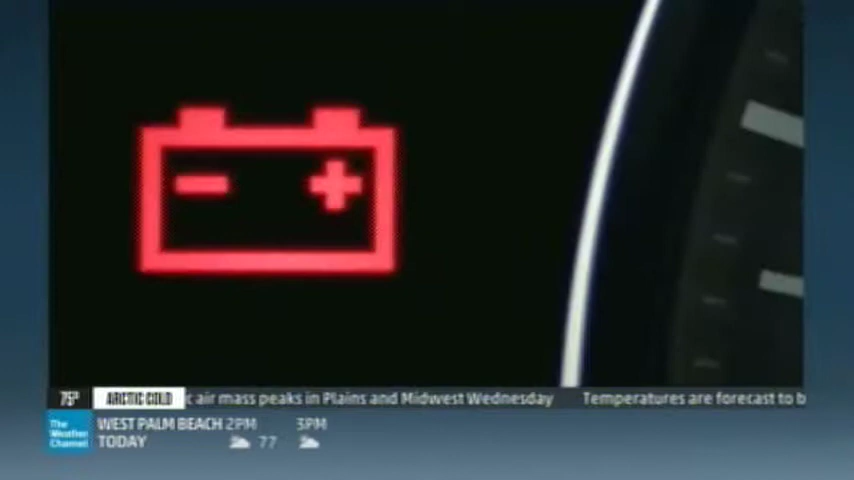 75°
ARCTIC COLD
c air mass peaks in Plains and Midwest Wednesday
Temperatures are forecast to b
The
Weather
Channel
WEST PALM BEACH 2PM 3PM
TODAY 77